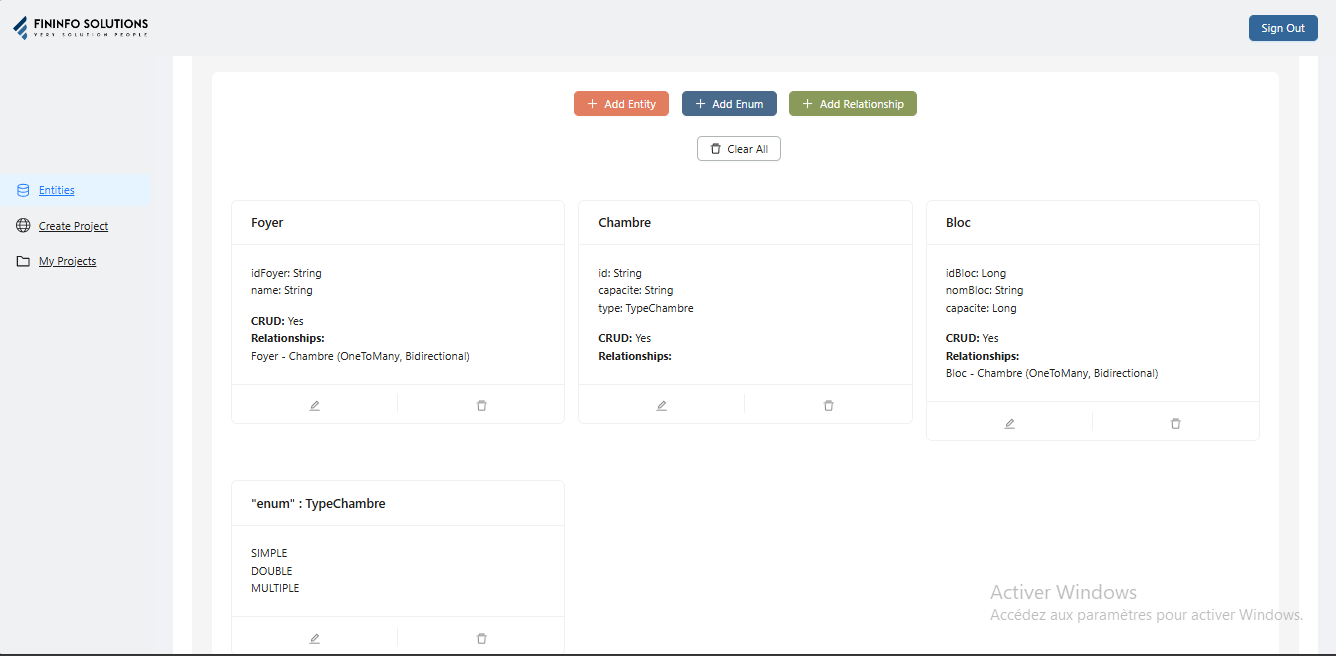 FININFO SOLUTIONS
VERY SOLUTION PEOPLE
Sign Out
Entities
Create Project
My Projects
+ Add Entity
+ Add Enum
+ Add Relationship
Clear All
Foyer
idFoyer: String
name: String
CRUD: Yes
Relationships:
Foyer - Chambre (OneToMany, Bidirectional)
Chambre
id: String
capacite: String
type: TypeChambre
CRUD: Yes
Relationships:
Bloc
idBloc: Long
nomBloc: String
capacite: Long
CRUD: Yes
Relationships:
Bloc - Chambre (OneToMany, Bidirectional)
"enum" : TypeChambre
SIMPLE
DOUBLE
MULTIPLE
Activer Windows
Accédez aux paramètres pour activer Windows.